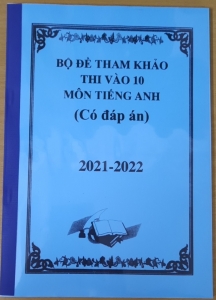 BỘ ĐỀ THAM KHẢO
THI VÀO 10
MÔN TIẾNG ANH
(Có đáp án)
2021-2022